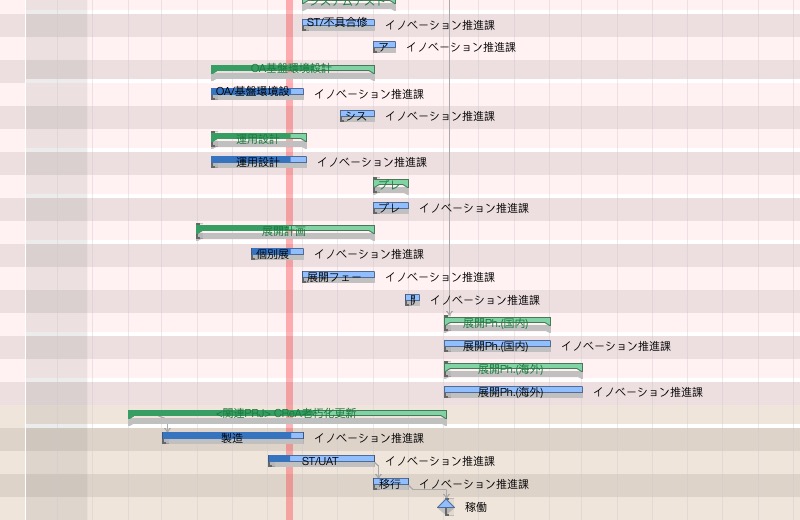 システムテスト
ST/不具合修 イノベーション推進課
ア イノベーション推進課
OA基盤環境設計
OA/基盤環境設 イノベーション推進課
シス イノベーション推進課
運用設計
運用設計 イノベーション推進課
プレ
プレ イノベーション推進課
展開計画
個別展 イノベーション推進課
展開フェー イノベーション推進課
イノベーション推進課
展開Ph.(国内)
展開Ph.(国内) イノベーション推進課
展開Ph.(海外)
展開Ph.(海外) イノベーション推進課
<関連PRJ> CReA老朽化更新
製造 イノベーション推進課
ST/UAT イノベーション推進課
移行 イノベーション推進課
稼働